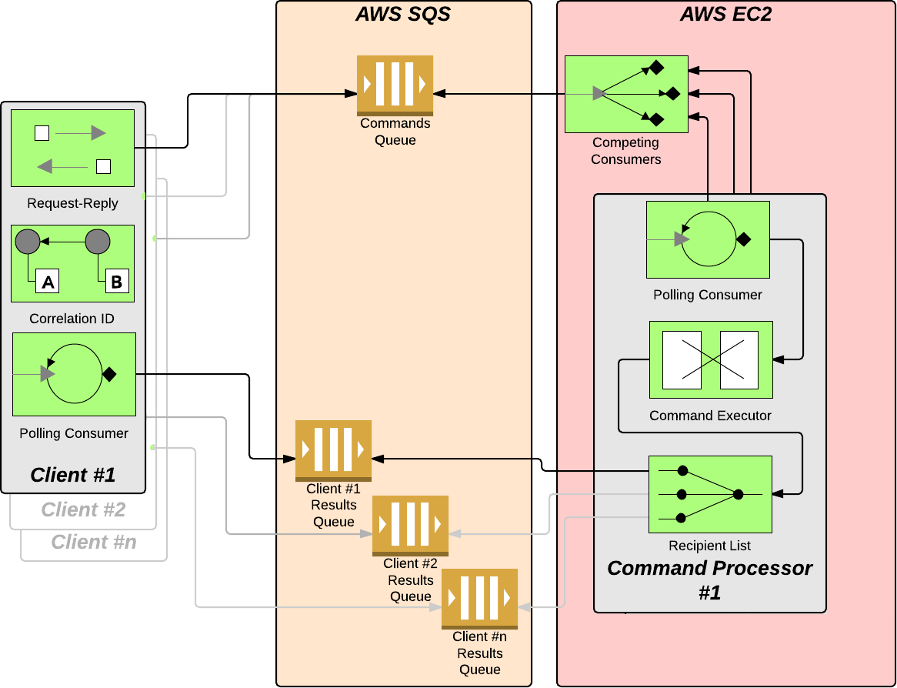 AWS SQS
AWS EC2
Commands
Queue
Competing
Consumers
Request-Reply
A
B
Correlation ID
Polling Consumer
Client #1
Client #2
Client #n
Polling Consumer
Command Executor
Recipient List
Command Processor
#1
Client #1
Results
Queue
Client #2
Results
Queue
Client #n
Results
Queue